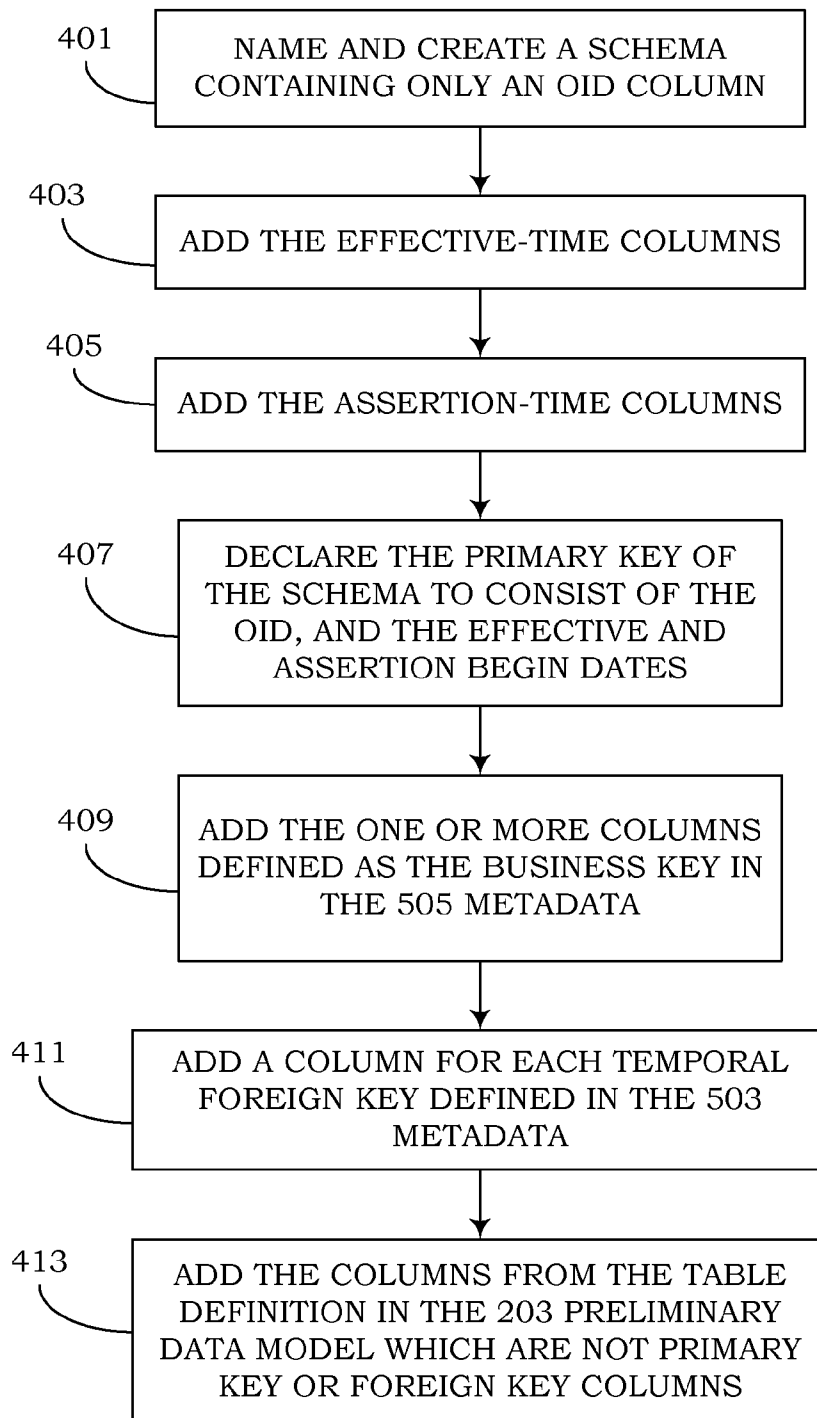 401
NAME AND CREATE A SCHEMA
CONTAINING ONLY AN OID COLUMN
403
ADD THE EFFECTIVE-TIME COLUMNS
405
ADD THE ASSERTION-TIME COLUMNS
407
DECLARE THE PRIMARY KEY OF
THE SCHEMA TO CONSIST OF THE
OID, AND THE EFFECTIVE AND
ASSERTION BEGIN DATES
409
ADD THE ONE OR MORE COLUMNS
DEFINED AS THE BUSINESS KEY IN
THE 505 METADATA
411
ADD A COLUMN FOR EACH TEMPORAL
FOREIGN KEY DEFINED IN THE 503
METADATA
413
ADD THE COLUMNS FROM THE TABLE
DEFINITION IN THE 203 PRELIMINARY
DATA MODEL WHICH ARE NOT PRIMARY
KEY OR FOREIGN KEY COLUMNS